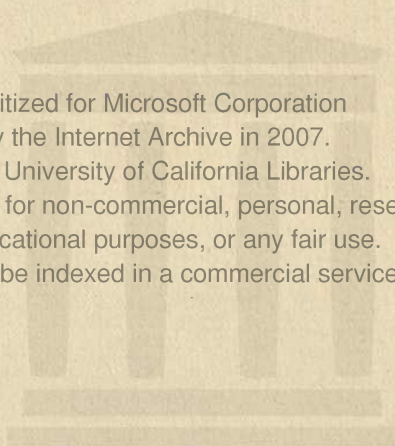 itized for Microsoft Corporation
y the Internet Archive in 2007.
University of California Libraries.
for non-commercial, personal, rese
cational purposes, or any fair use.
be indexed in a commercial service